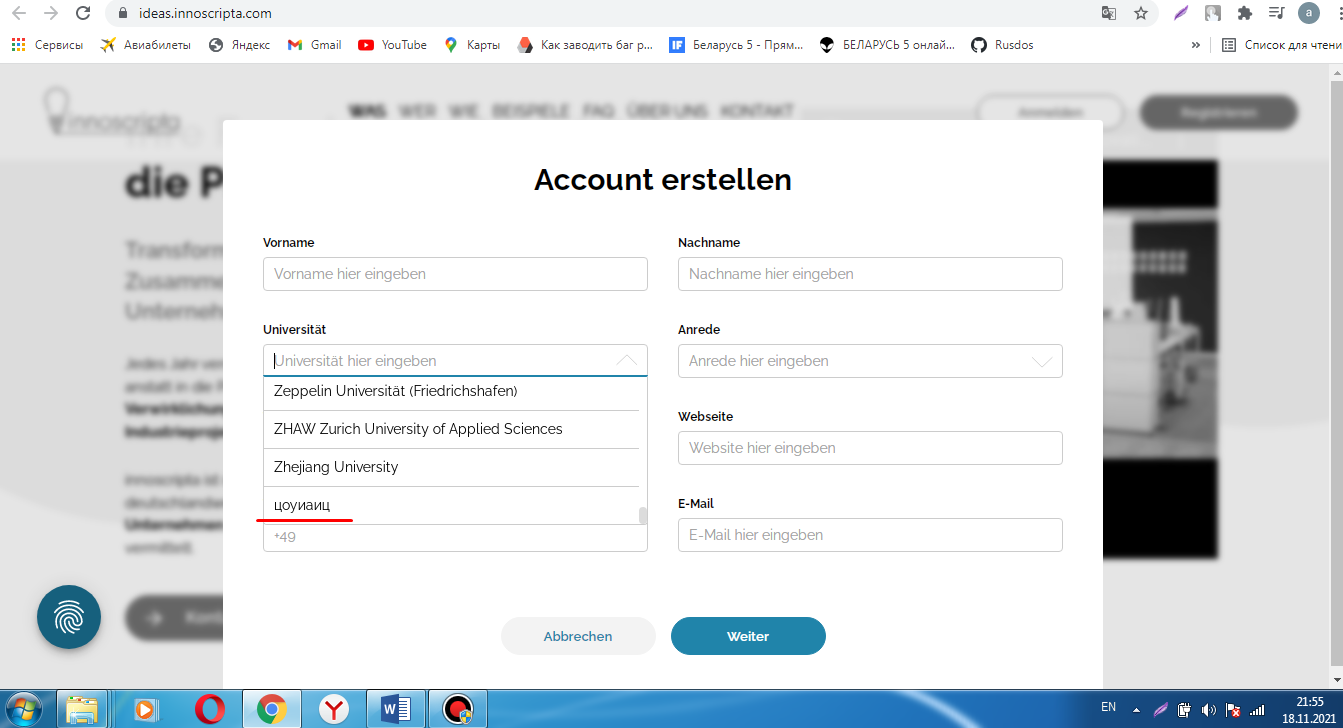 ideas.innoscripta.com
a
Сервисы
Авиабилеты
Яндекс
Gmail
YouTube
Карты
Как заводить баг р...
Беларусь 5 - Прям...
БЕЛАРУСЬ 5 онлай...
Rusdos
»
Список для чтени
innoscripta
WAS WER WIE BEISPIELE FAQ ÜBER UNS KONTAKT
Anmelden
Registrieren
die P
Transform
Zusamme
Unternehm
Jedes Jahr ver
anstatt in die P
Verwirklichun
Industrieproje
innoscripta ist
deutschlandwe
Unternehmen
vermittelt.
Kont
Account erstellen
Vorname
Vorname hier eingeben
Nachname
Nachname hier eingeben
Universität
Universität hier eingeben
Zeppelin Universität (Friedrichshafen)
ZHAW Zurich University of Applied Sciences
Zhejiang University
цоуиаиц
+49
Anrede
Anrede hier eingeben
Webseite
Website hier eingeben
E-Mail
E-Mail hier eingeben
Abbrechen
Weiter
EN
21:55
18.11.2021